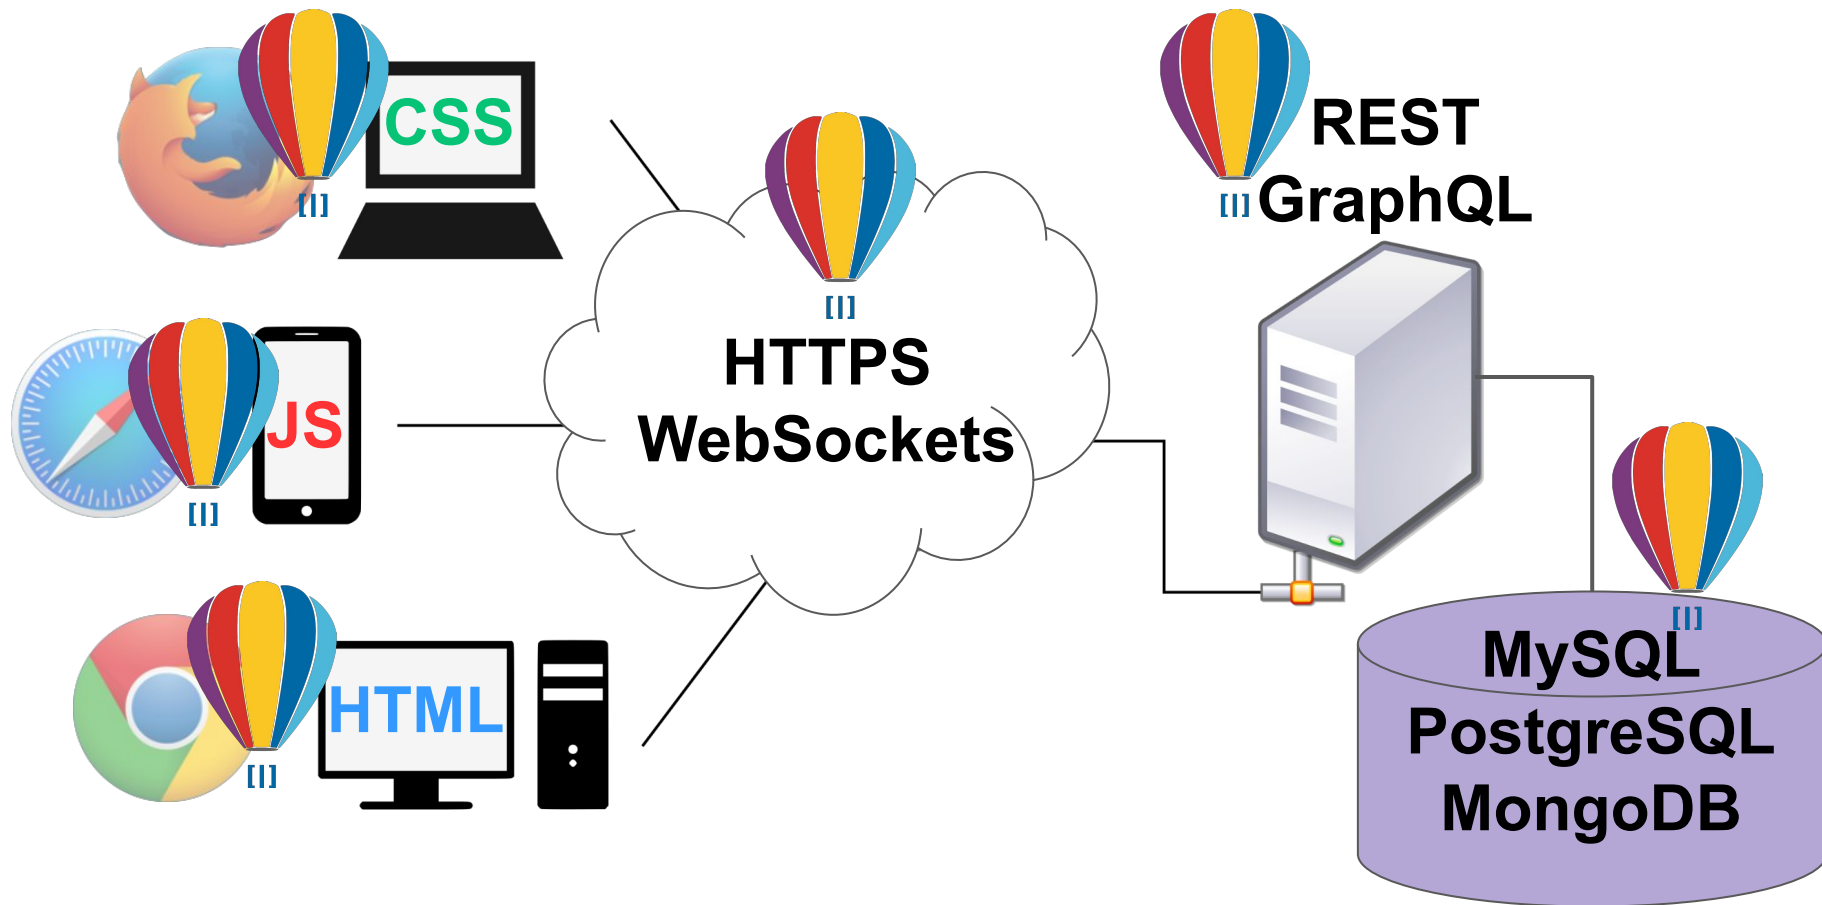 CSS
JS
HTML
HTTPS
WebSockets
REST
GraphQL
MySQL
PostgreSQL
MongoDB